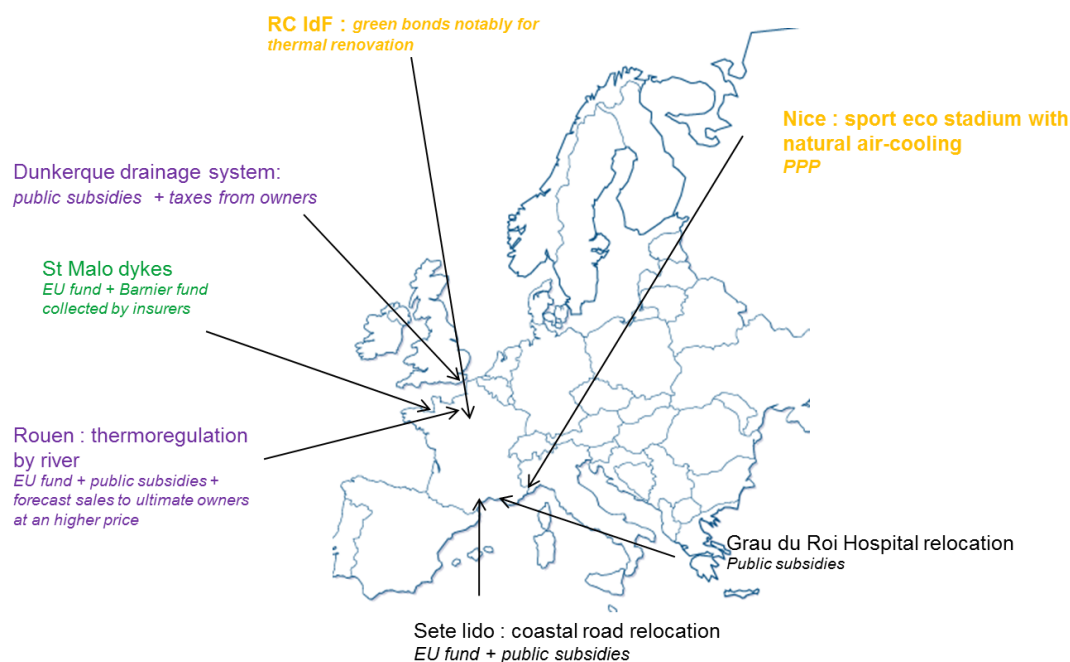 RC IdF : green bonds notably for
thermal renovation
Nice : sport eco stadium with
natural air-cooling
PPP
Dunkerque drainage system:
public subsidies + taxes from owners
St Malo dykes
EU fund + Barnier fund
collected by insurers
Rouen : thermoregulation
by river
EU fund + public subsidies +
forecast sales to ultimate owners
at an higher price
Grau du Roi Hospital relocation
Public subsidies
Sete lido : coastal road relocation
EU fund + public subsidies